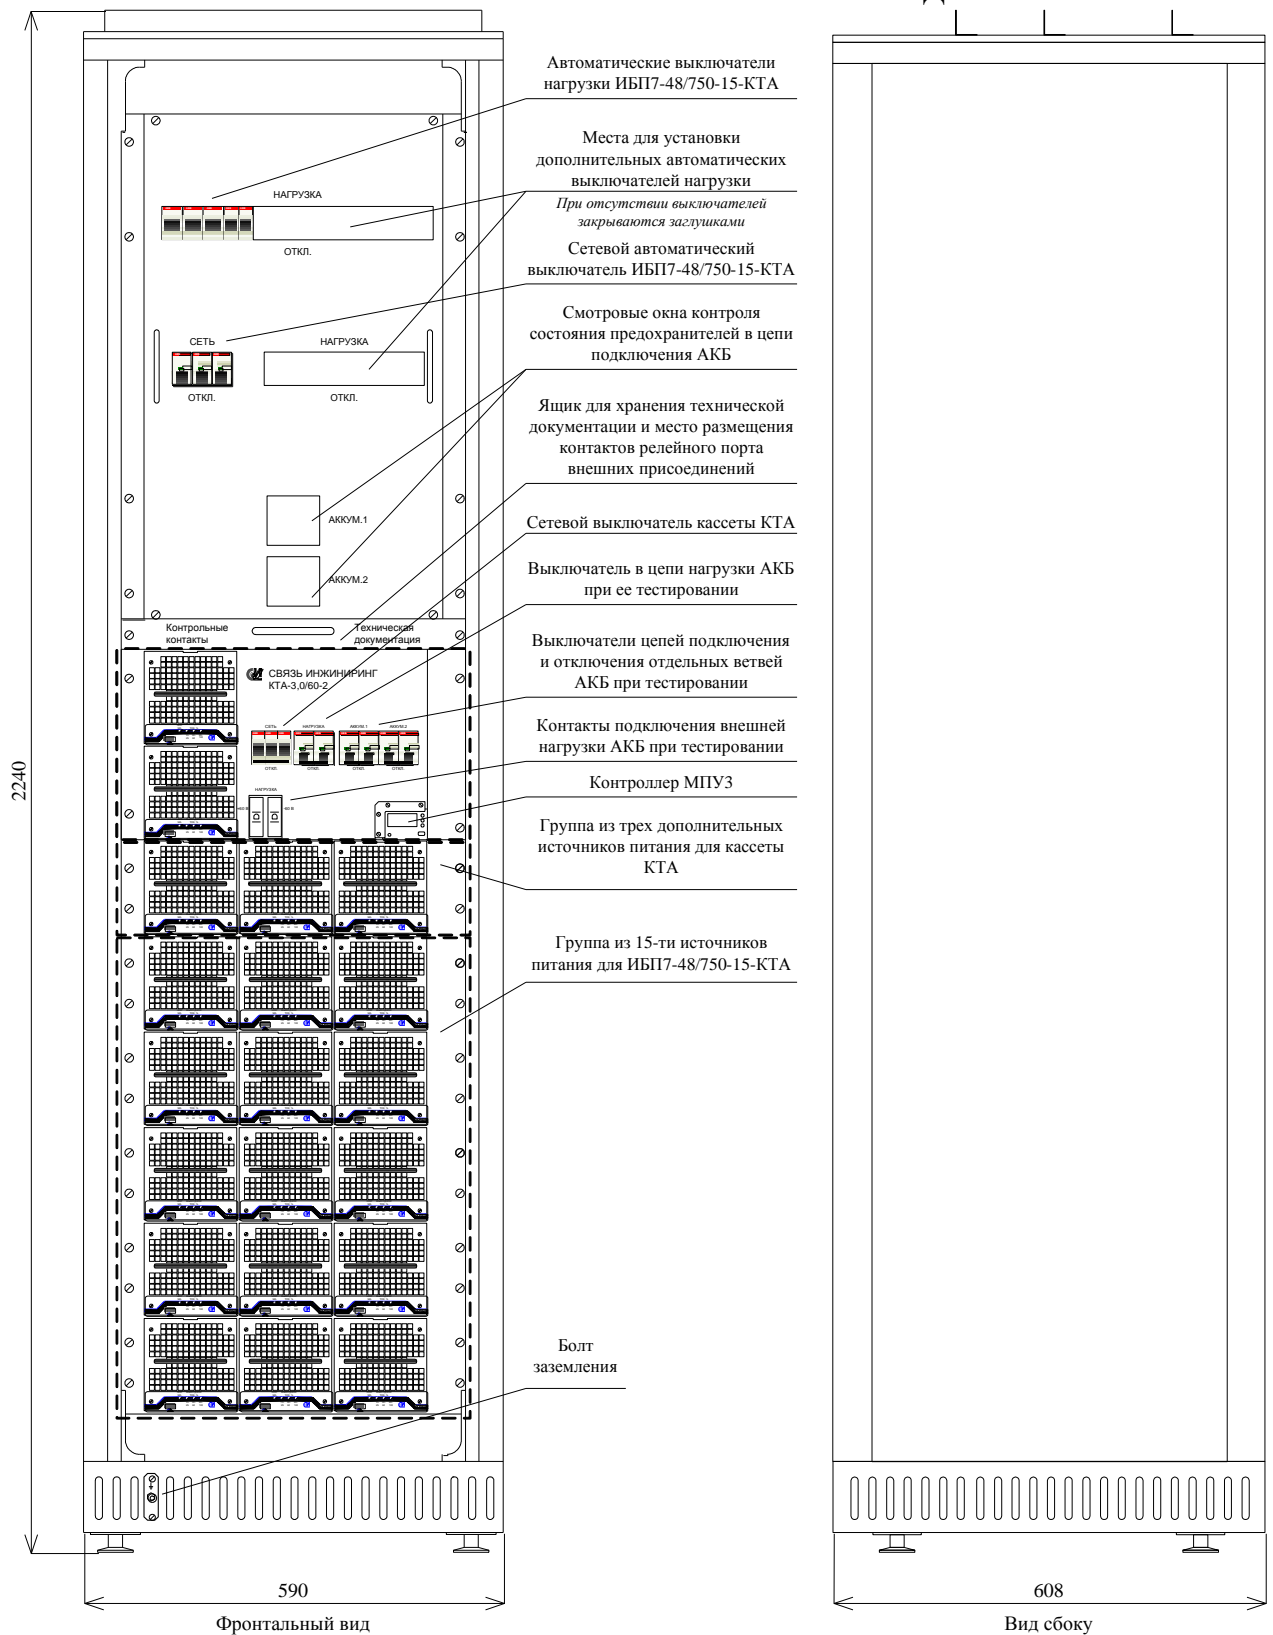 Автоматические выключатели
нагрузки ИБП7-48/750-15-КТА
Места для установки
дополнительных автоматических
выключателей нагрузки
При отсутствии выключателей
закрываются заглушками
Сетевой автоматический
выключатель ИБП7-48/750-15-КТА
Смотровые окна контроля
состояния предохранителей в цепи
подключения АКБ
Ящик для хранения технической
документации и место размещения
контактов релейного порта
внешних присоединений
Сетевой выключатель кассеты КТА
Выключатель в цепи нагрузки АКБ
при ее тестировании
Выключатели цепей подключения
и отключения отдельных ветвей
АКБ при тестировании
Контакты подключения внешней
нагрузки АКБ при тестировании
Контроллер МПУ3
Группа из трех дополнительных
источников питания для кассеты
КТА
Группа из 15-ти источников
питания для ИБП7-48/750-15-КТА
Болт
заземления
НАГРУЗКА
ОТКЛ.
СЕТЬ
НАГРУЗКА
ОТКЛ.
ОТКЛ.
АККУМ.1
АККУМ.2
Контрольные
контакты
Техническая
документация
СВЯЗЬ ИНЖИНИРИНГ
КТА-3,0/60-2
СЕТЬ
НАГРУЗКА
АККУМ.1
АККУМ.2
ОТКЛ.
ОТКЛ.
ОТКЛ.
ОТКЛ.
НАГРУЗКА
2240
590
608
Фронтальный вид
Вид сбоку